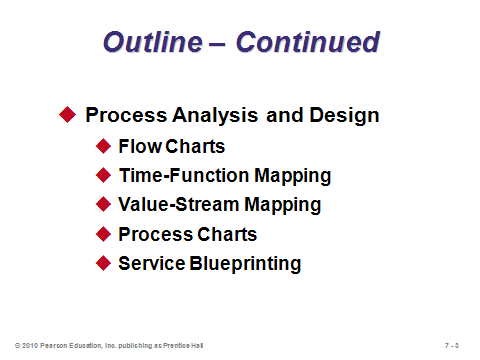 Outline – Continued
Process Analysis and Design
Flow Charts
Time-Function Mapping
Value-Stream Mapping
Process Charts
Service Blueprinting
© 2010 Pearson Education, Inc. publishing as Prentice Hall
7 - 3